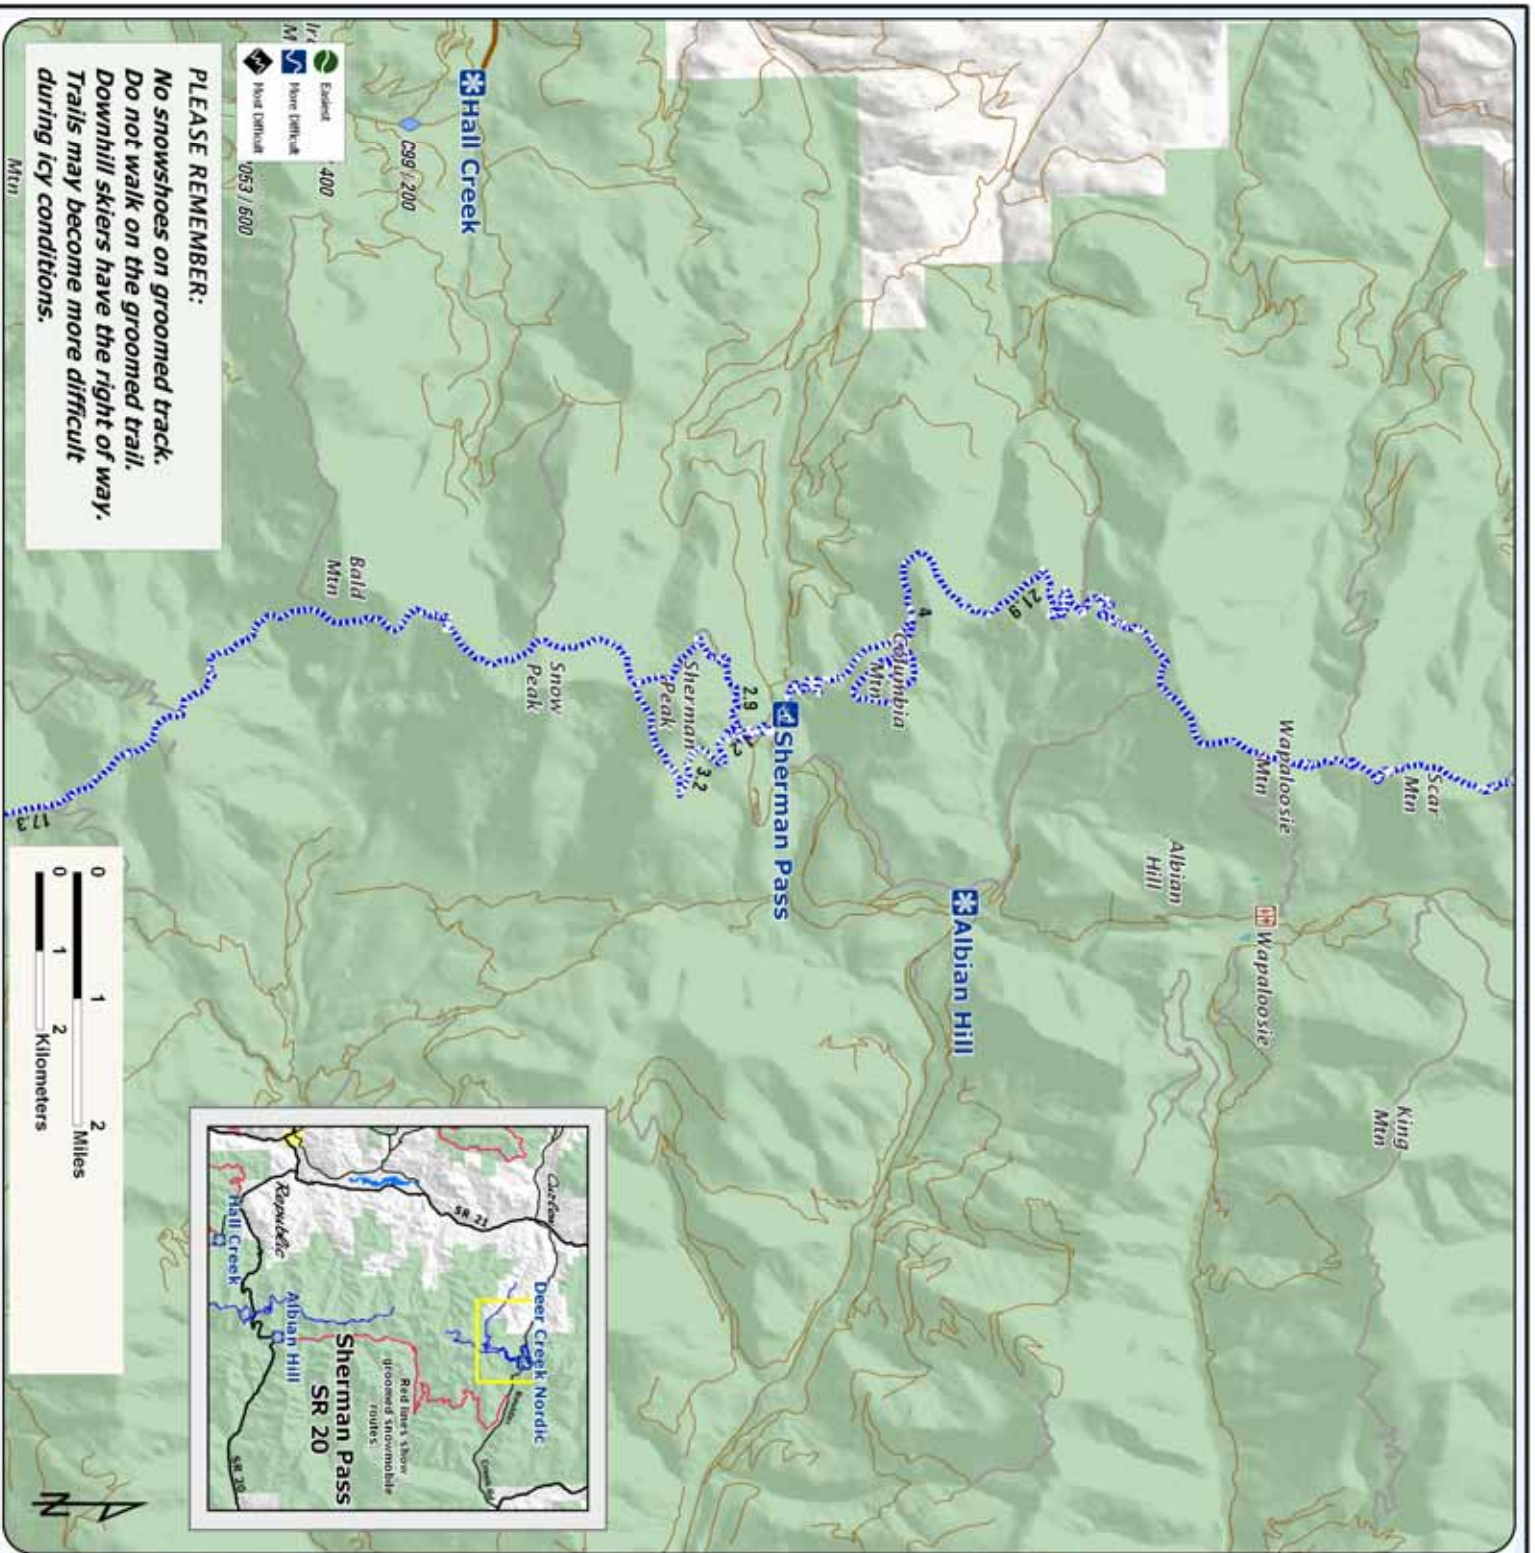 Scar
Mtn
Wapaloosie
Mtn
Wapaloosie
King
Mtn
Albian
Hill
21.9
4
Columbia
Mtn
Albian Hill
Sherman Pass
2.9
2
3.2
Sherman
Peak
Snow
Peak
Hall Creek
C99 / 200
Bald
Mtn
400
053 / 600
Easiest
More Difficult
Most Difficult
PLEASE REMEMBER:
No snowshoes on groomed track.
Do not walk on the groomed trail.
Downhill skiers have the right of way.
Trails may become more difficult
during icy conditions.
Mtn
17.3
0 1 2 Miles
0 1 2 Kilometers
Curlew
Deer Creek Nordic
SR 21
Boulder
Creek Rd
Red lines show
groomed snowmobile
routes.
Republic
Sherman Pass
SR 20
Albian Hill
Hall Creek
SR 20
N